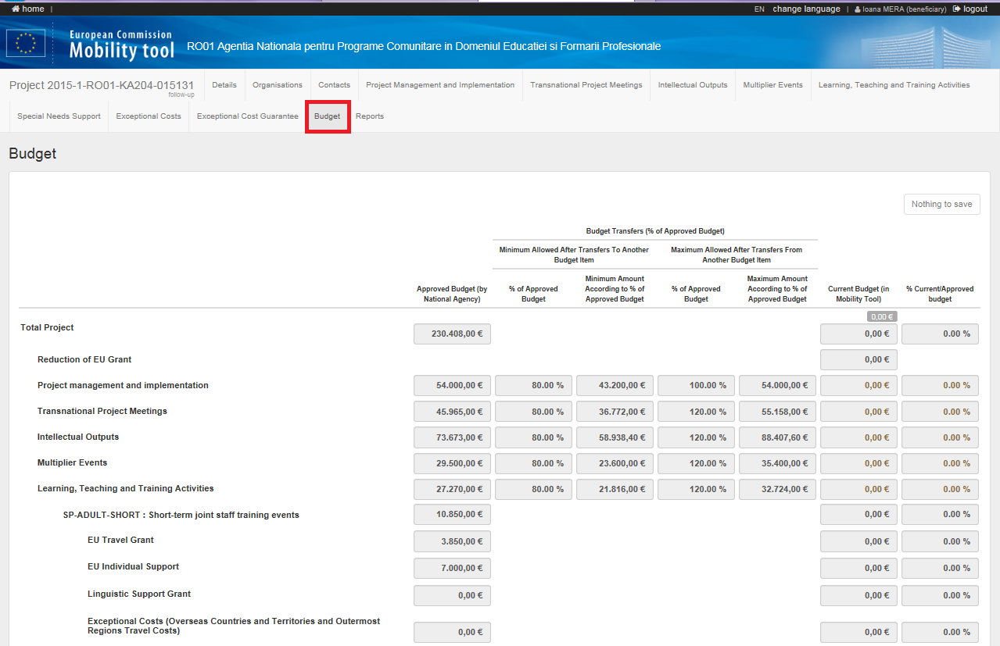 home |
EN change language | Ioana MERA (beneficiary) logout
European Commission
Mobility tool
RO01 Agentia Nationala pentru Programe Comunitare in Domeniul Educatiei si Formarii Profesionale
Project 2015-1-RO01-KA204-015131
follow-up
Details Organisations Contacts Project Management and Implementation Transnational Project Meetings Intellectual Outputs Multiplier Events Learning, Teaching and Training Activities
Special Needs Support Exceptional Costs Exceptional Cost Guarantee Budget Reports
Budget
Nothing to save
Budget Transfers (% of Approved Budget)
Minimum Allowed After Transfers To Another
Budget Item
Maximum Allowed After Transfers From
Another Budget Item
Approved Budget (by
National Agency)
% of Approved
Budget
Minimum Amount
According to % of
Approved Budget
% of Approved
Budget
Maximum Amount
According to % of
Approved Budget
Current Budget (in
Mobility Tool)
% Current/Approved
budget
0,00 €
Total Project 230.408,00 € 0,00 € 0.00 %
Reduction of EU Grant 0,00 €
Project management and implementation 54.000,00 € 80.00 % 43.200,00 € 100.00 % 54.000,00 € 0,00 € 0.00 %
Transnational Project Meetings 45.965,00 € 80.00 % 36.772,00 € 120.00 % 55.158,00 € 0,00 € 0.00 %
Intellectual Outputs 73.673,00 € 80.00 % 58.938,40 € 120.00 % 88.407,60 € 0,00 € 0.00 %
Multiplier Events 29.500,00 € 80.00 % 23.600,00 € 120.00 % 35.400,00 € 0,00 € 0.00 %
Learning, Teaching and Training Activities 27.270,00 € 80.00 % 21.816,00 € 120.00 % 32.724,00 € 0,00 € 0.00 %
SP-ADULT-SHORT : Short-term joint staff training events 10.850,00 € 0,00 € 0.00 %
EU Travel Grant 3.850,00 € 0,00 € 0.00 %
EU Individual Support 7.000,00 € 0,00 € 0.00 %
Linguistic Support Grant 0,00 € 0,00 € 0.00 %
Exceptional Costs (Overseas Countries and Territories and Outermost
Regions Travel Costs) 0,00 € 0,00 € 0.00 %